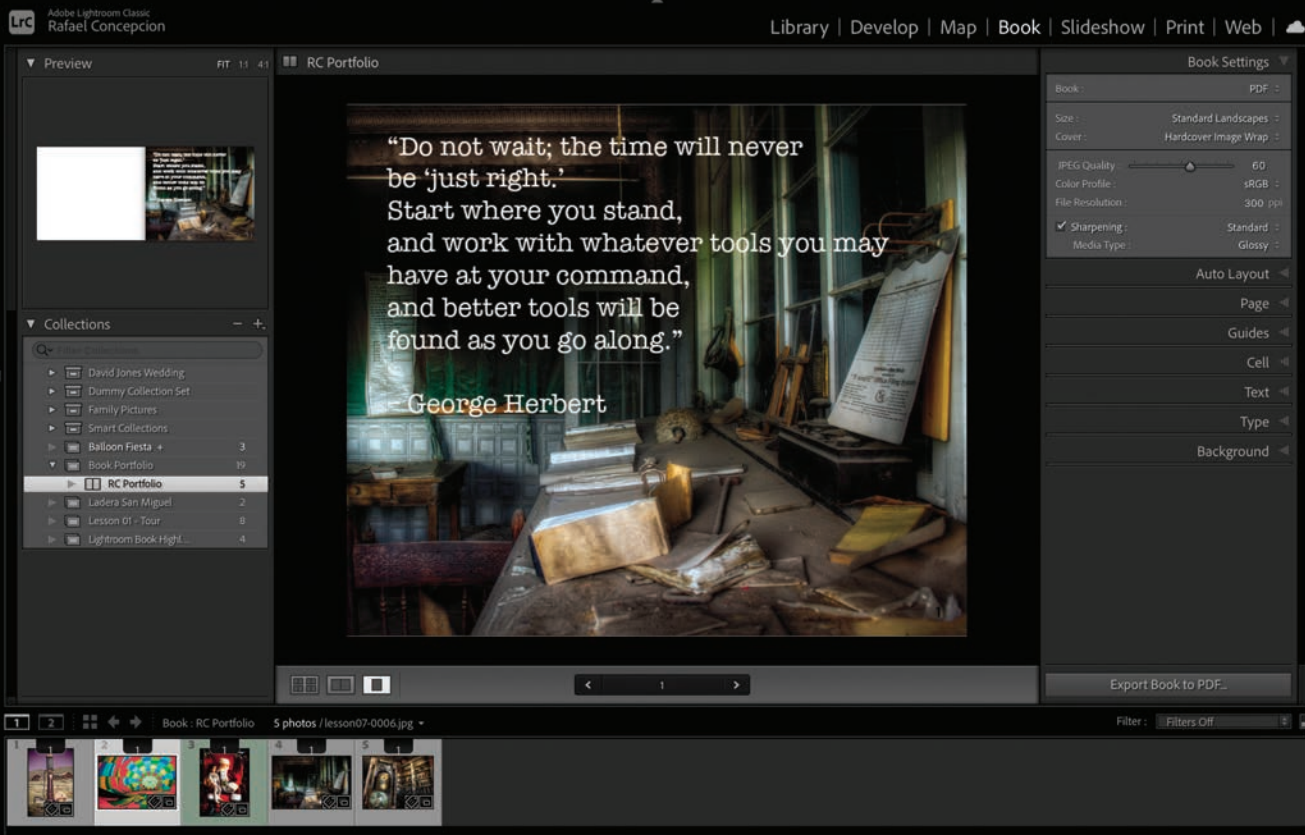 LrC
Adobe Lightroom Classic
Rafael Concepcion
Library | Develop | Map | Book | Slideshow | Print | Web |
Preview FIT 1:1 4:1
RC Portfolio
Book Settings
Book: PDF
Size: Standard Landscapes
Cover: Hardcover Image Wrap
JPEG Quality 60
Color Profile: sRGB
File Resolution: 300 ppi
Sharpening: Standard
Media Type: Glossy
Auto Layout
Page
Guides
Cell
Text
Type
Background
“Do not wait; the time will never
be ‘just right.’
Start where you stand,
and work with whatever tools you may
have at your command,
and better tools will be
found as you go along.”
– George Herbert
Collections
Filter Collections
David Jones Wedding
Dummy Collection Set
Family Pictures
Smart Collections
Balloon Fiesta + 3
Book Portfolio 19
RC Portfolio 5
Ladera San Miguel 2
Lesson 01 - Tour 8
Lightroom Book Highl... 4
1
Export Book to PDF...
1 2 Book : RC Portfolio 5 photos / lesson07-0006.jpg
Filter : Filters Off
1 2 3 4 5
1 1 1 1 1